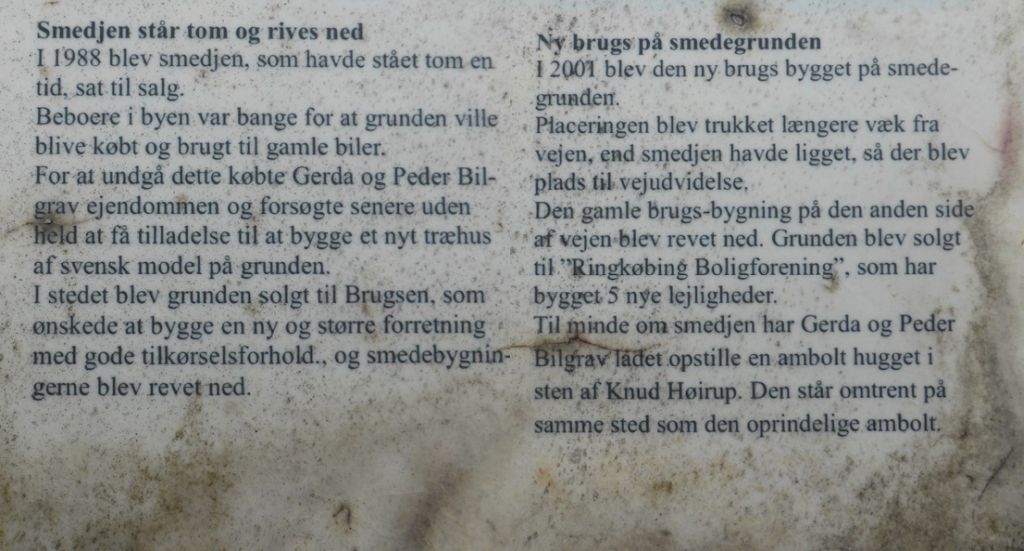 Smedjen står tom og rives ned
I 1988 blev smedjen, som havde stået tom en
tid, sat til salg.
Beboere i byen var bange for at grunden ville
blive købt og brugt til gamle biler.
For at undgå dette købte Gerda og Peder Bil-
grav ejendommen og forsøgte senere uden
held at få tilladelse til at bygge et nyt træhus
af svensk model på grunden.
I stedet blev grunden solgt til Brugsen, som
ønskede at bygge en ny og større forretning
med gode tilkørselsforhold., og smedebygnin-
gerne blev revet ned.
Ny brugs på smedegrunden
I 2001 blev den ny brugs bygget på smede-
grunden.
Placeringen blev trukket længere væk fra
vejen, end smedjen havde ligget, så der blev
plads til vejudvidelse.
Den gamle brugs-bygning på den anden side
af vejen blev revet ned. Grunden blev solgt
til ”Ringkøbing Boligforening”, som har
bygget 5 nye lejligheder.
Til minde om smedjen har Gerda og Peder
Bilgrav ladet opstille en ambolt hugget i
sten af Knud Høirup. Den står omtrent på
samme sted som den oprindelige ambolt.